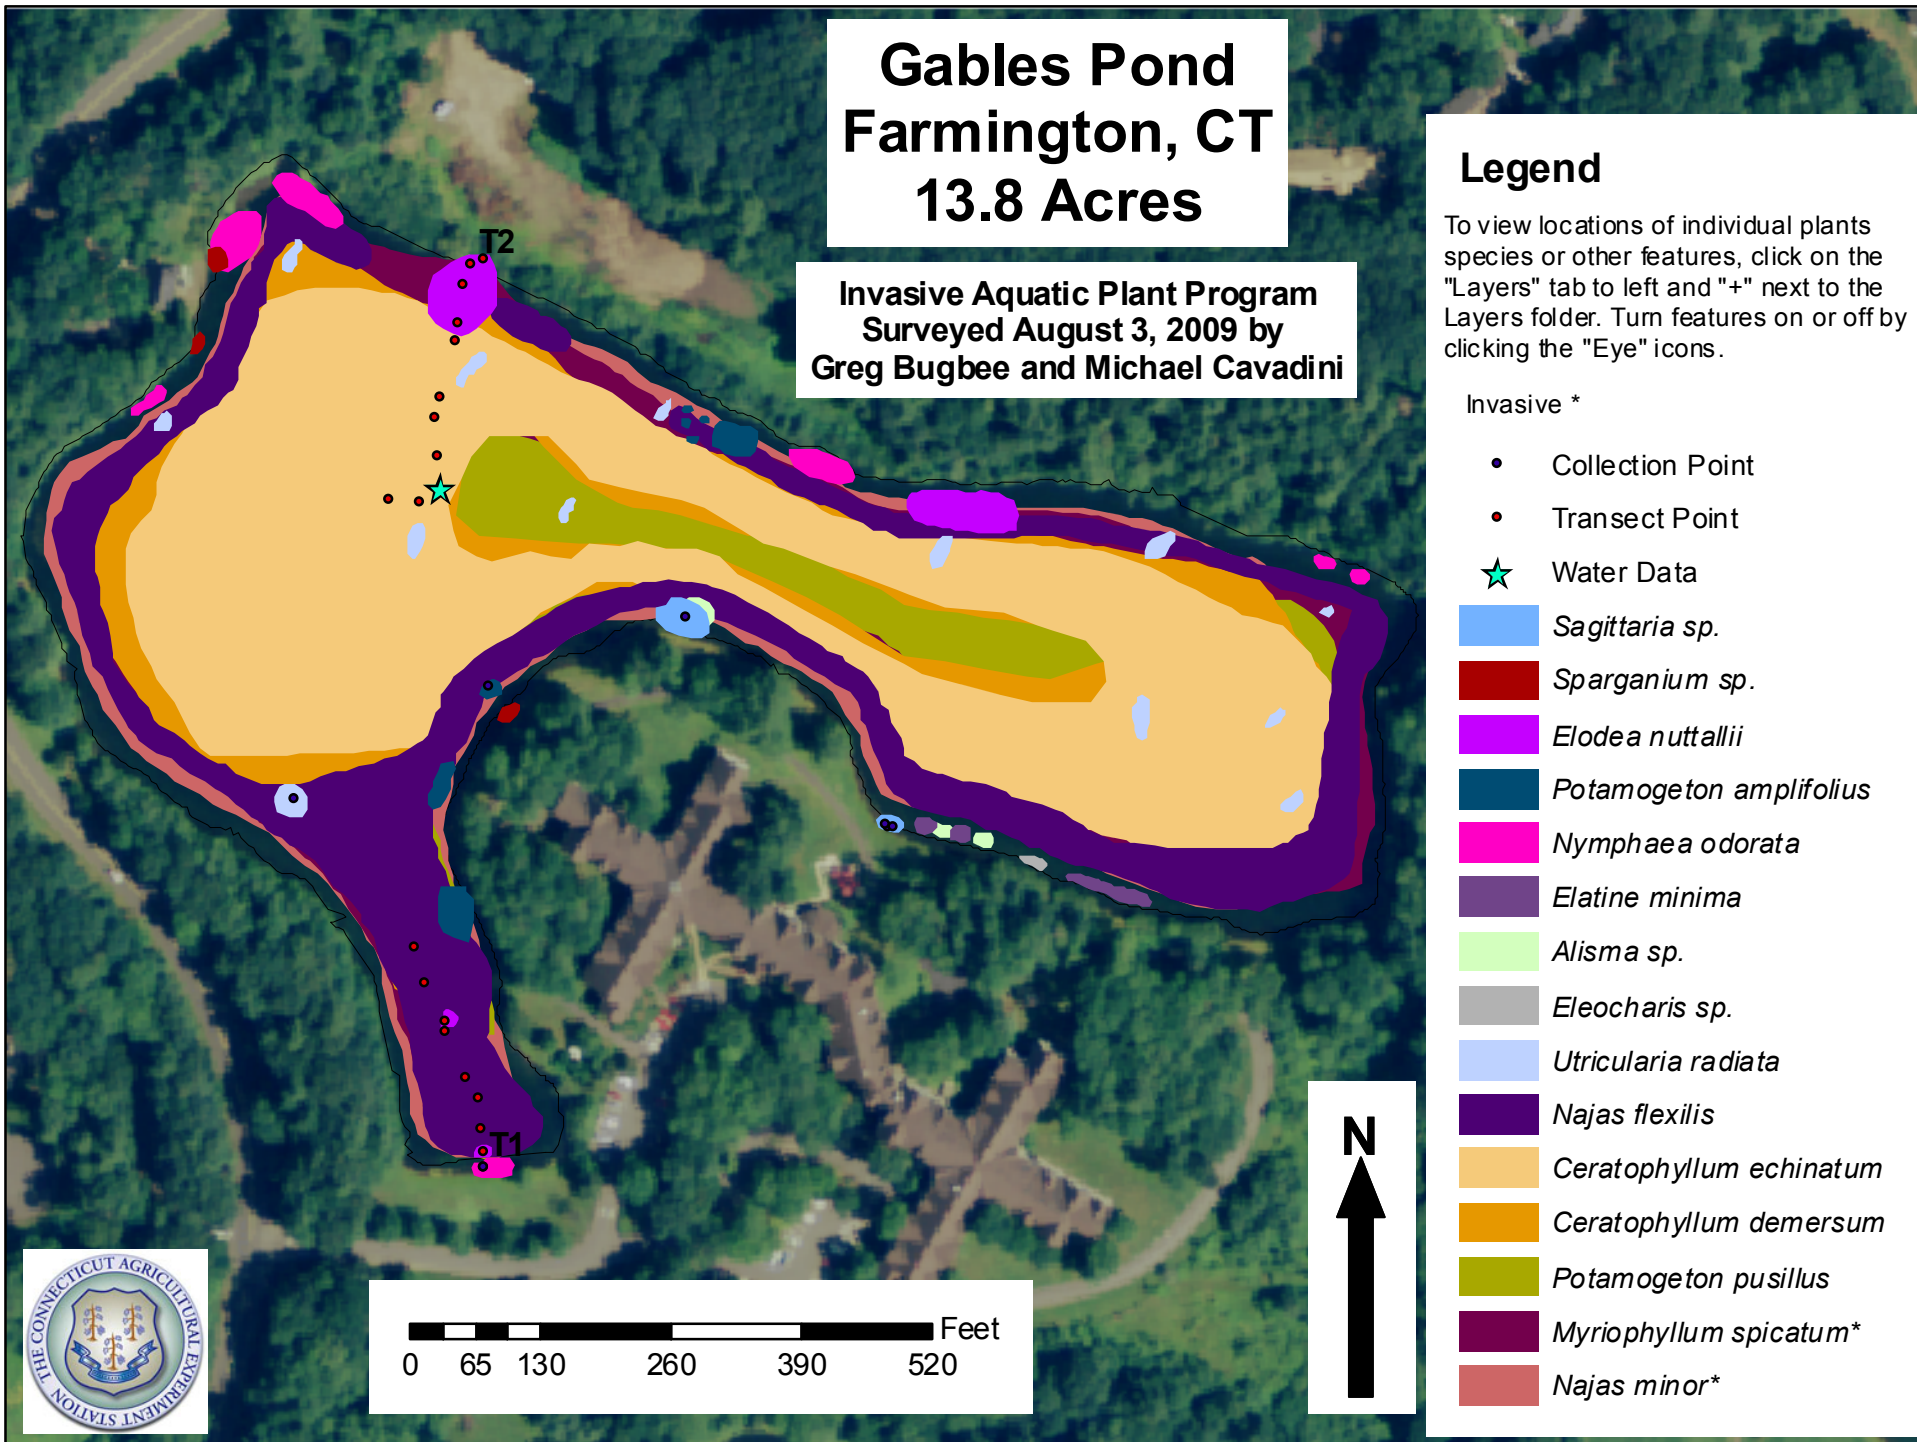 Gables Pond
Farmington, CT
13.8 Acres
Invasive Aquatic Plant Program
Surveyed August 3, 2009 by
Greg Bugbee and Michael Cavadini
T2
T1
Legend
To view locations of individual plants
species or other features, click on the
"Layers" tab to left and "+" next to the
Layers folder. Turn features on or off by
clicking the "Eye" icons.
Invasive *
Collection Point
Transect Point
Water Data
Sagittaria sp.
Sparganium sp.
Elodea nuttallii
Potamogeton amplifolius
Nymphaea odorata
Elatine minima
Alisma sp.
Eleocharis sp.
Utricularia radiata
Najas flexilis
Ceratophyllum echinatum
Ceratophyllum demersum
Potamogeton pusillus
Myriophyllum spicatum*
Najas minor*
N
Feet
0 65 130 260 390 520
THE CONNECTICUT AGRICULTURAL EXPERIMENT STATION